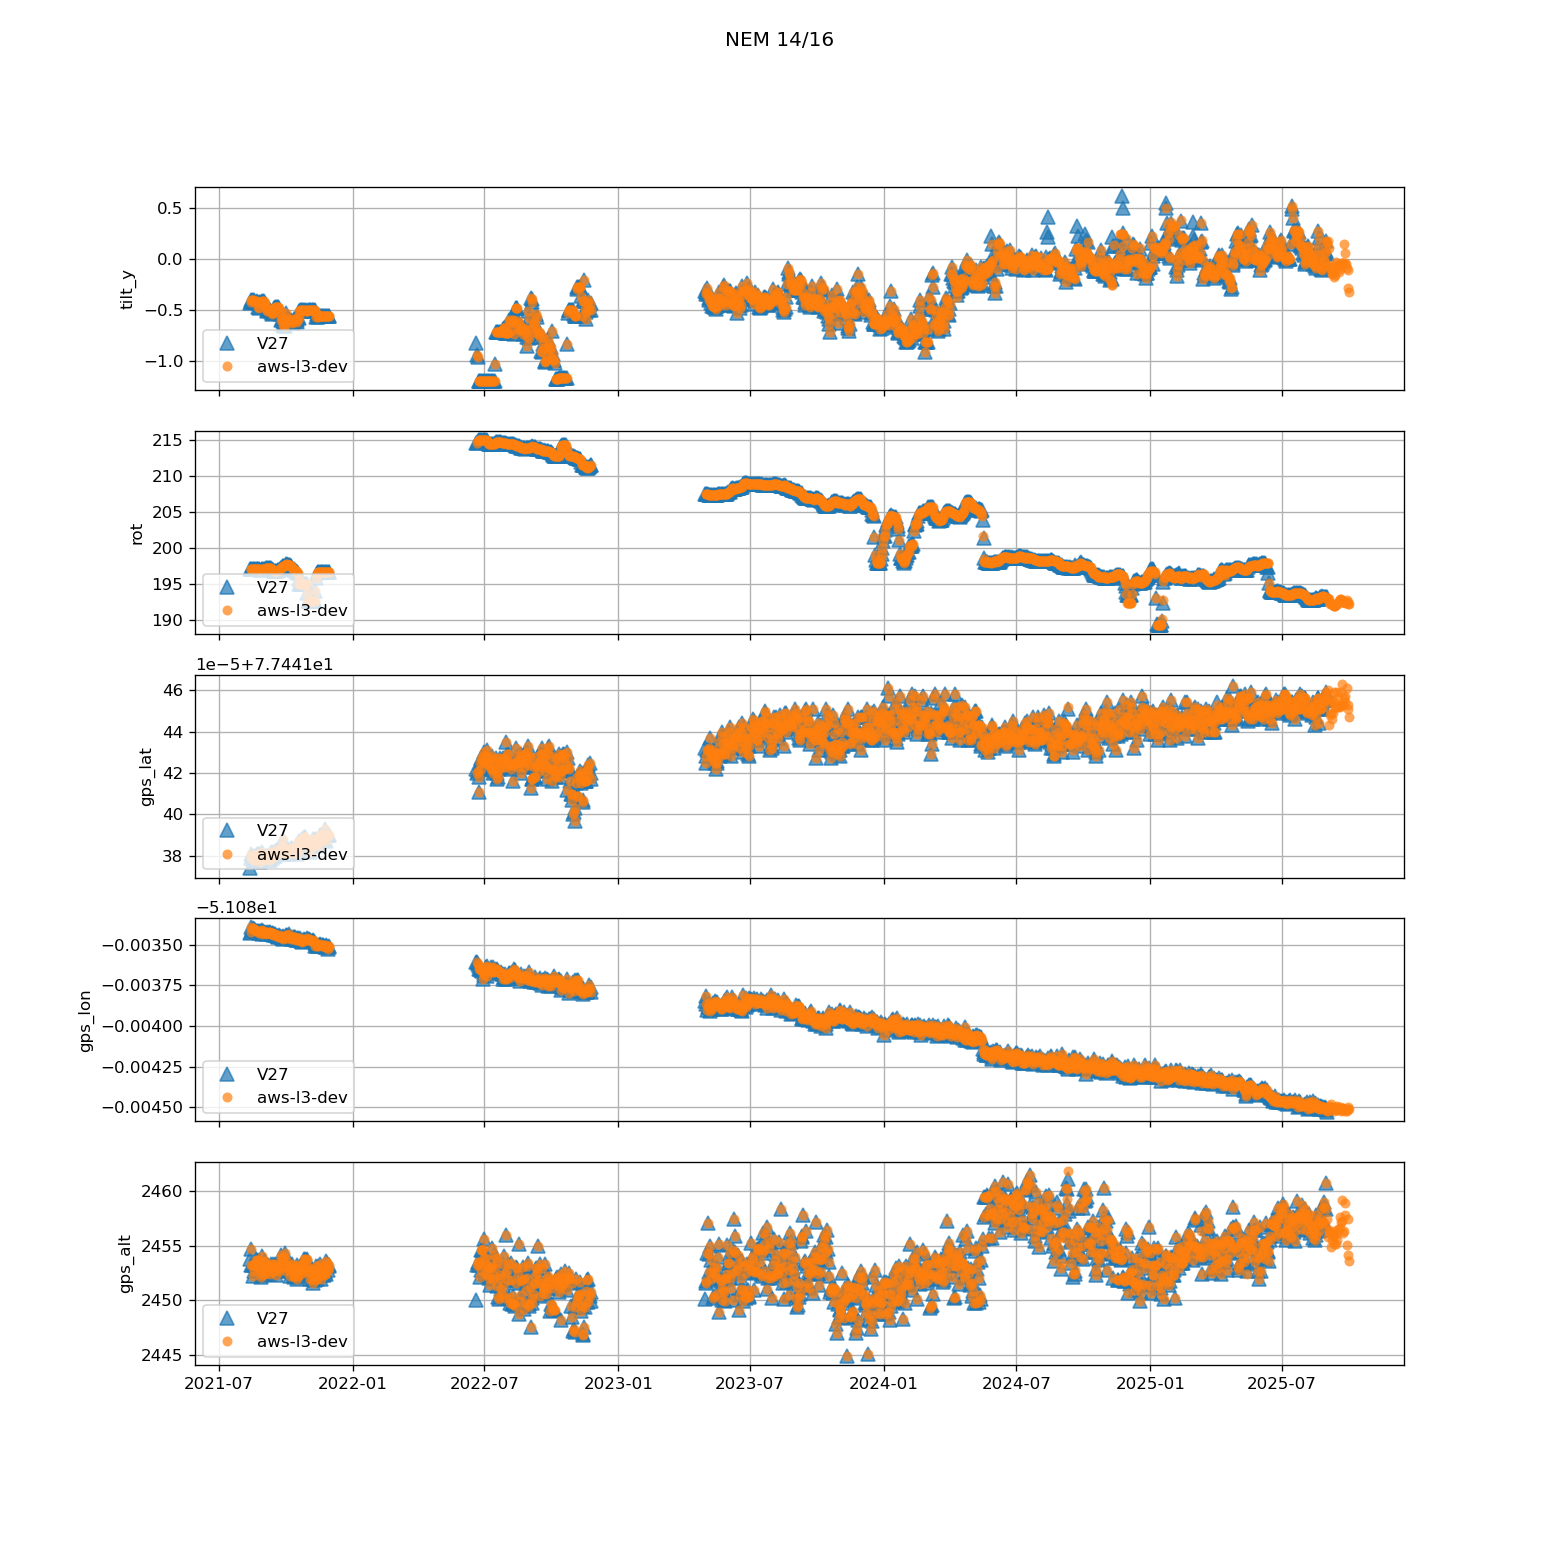 NEM 14/16
0.5
0.0
−0.5
−1.0
tilt_y
V27
aws-l3-dev
215
210
205
200
195
190
rot
V27
aws-l3-dev
1e−5+7.7441e1
46
44
42
40
38
gps_lat
V27
aws-l3-dev
−5.108e1
−0.00350
−0.00375
−0.00400
−0.00425
−0.00450
gps_lon
V27
aws-l3-dev
2460
2455
2450
2445
gps_alt
V27
aws-l3-dev
2021-07 2022-01 2022-07 2023-01 2023-07 2024-01 2024-07 2025-01 2025-07